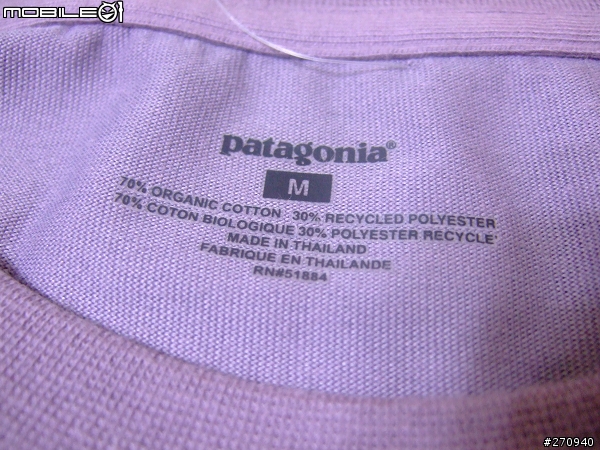 MOBILE01
patagonia®
M
70% ORGANIC COTTON 30% RECYCLED POLYESTER
70% COTON BIOLOGIQUE 30% POLYESTER RECYCLE'
MADE IN THAILAND
FABRIQUE EN THAILANDE
RN#51884
#270940